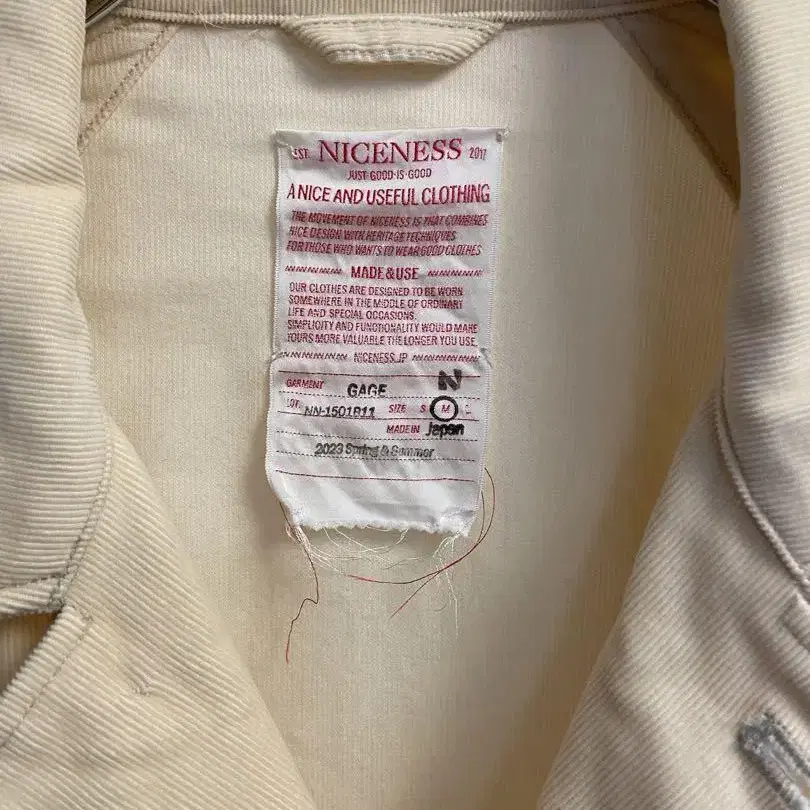 EST. NICENESS 2017
JUST·GOOD·IS·GOOD
A NICE AND USEFUL CLOTHING
THE MOVEMENT OF NICENESS IS THAT COMBINES
NICE DESIGN WITH HERITAGE TECHNIQUES
FOR THOSE WHO WANTS TO WEAR GOOD CLOTHES
MADE & USE
OUR CLOTHES ARE DESIGNED TO BE WORN
SOMEWHERE IN THE MIDDLE OF ORDINARY
LIFE AND SPECIAL OCCASIONS.
SIMPLICITY AND FUNCTIONALITY WOULD MAKE
YOURS MORE VALUABLE THE LONGER YOU USE.
NICENESS.JP
N
GARMENT GAGE
LOT. NN-1501B11 SIZE S M L
MADE IN Japan
2023 Spring & Summer